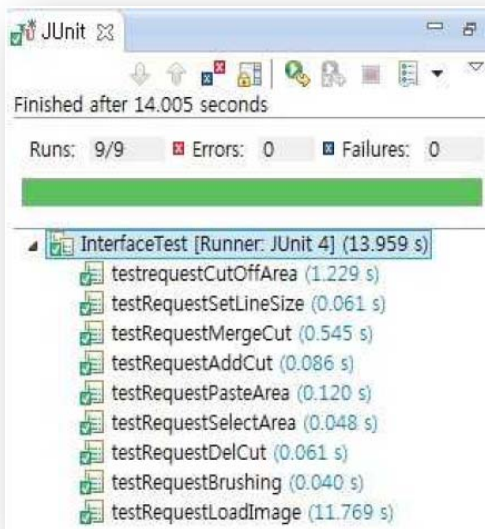 JUnit
Finished after 14.005 seconds
Runs: 9/9 Errors: 0 Failures: 0
InterfaceTest [Runner: JUnit 4] (13.959 s)
testrequestCutOffArea (1.229 s)
testRequestSetLineSize (0.061 s)
testRequestMergeCut (0.545 s)
testRequestAddCut (0.086 s)
testRequestPasteArea (0.120 s)
testRequestSelectArea (0.048 s)
testRequestDelCut (0.061 s)
testRequestBrushing (0.040 s)
testRequestLoadImage (11.769 s)